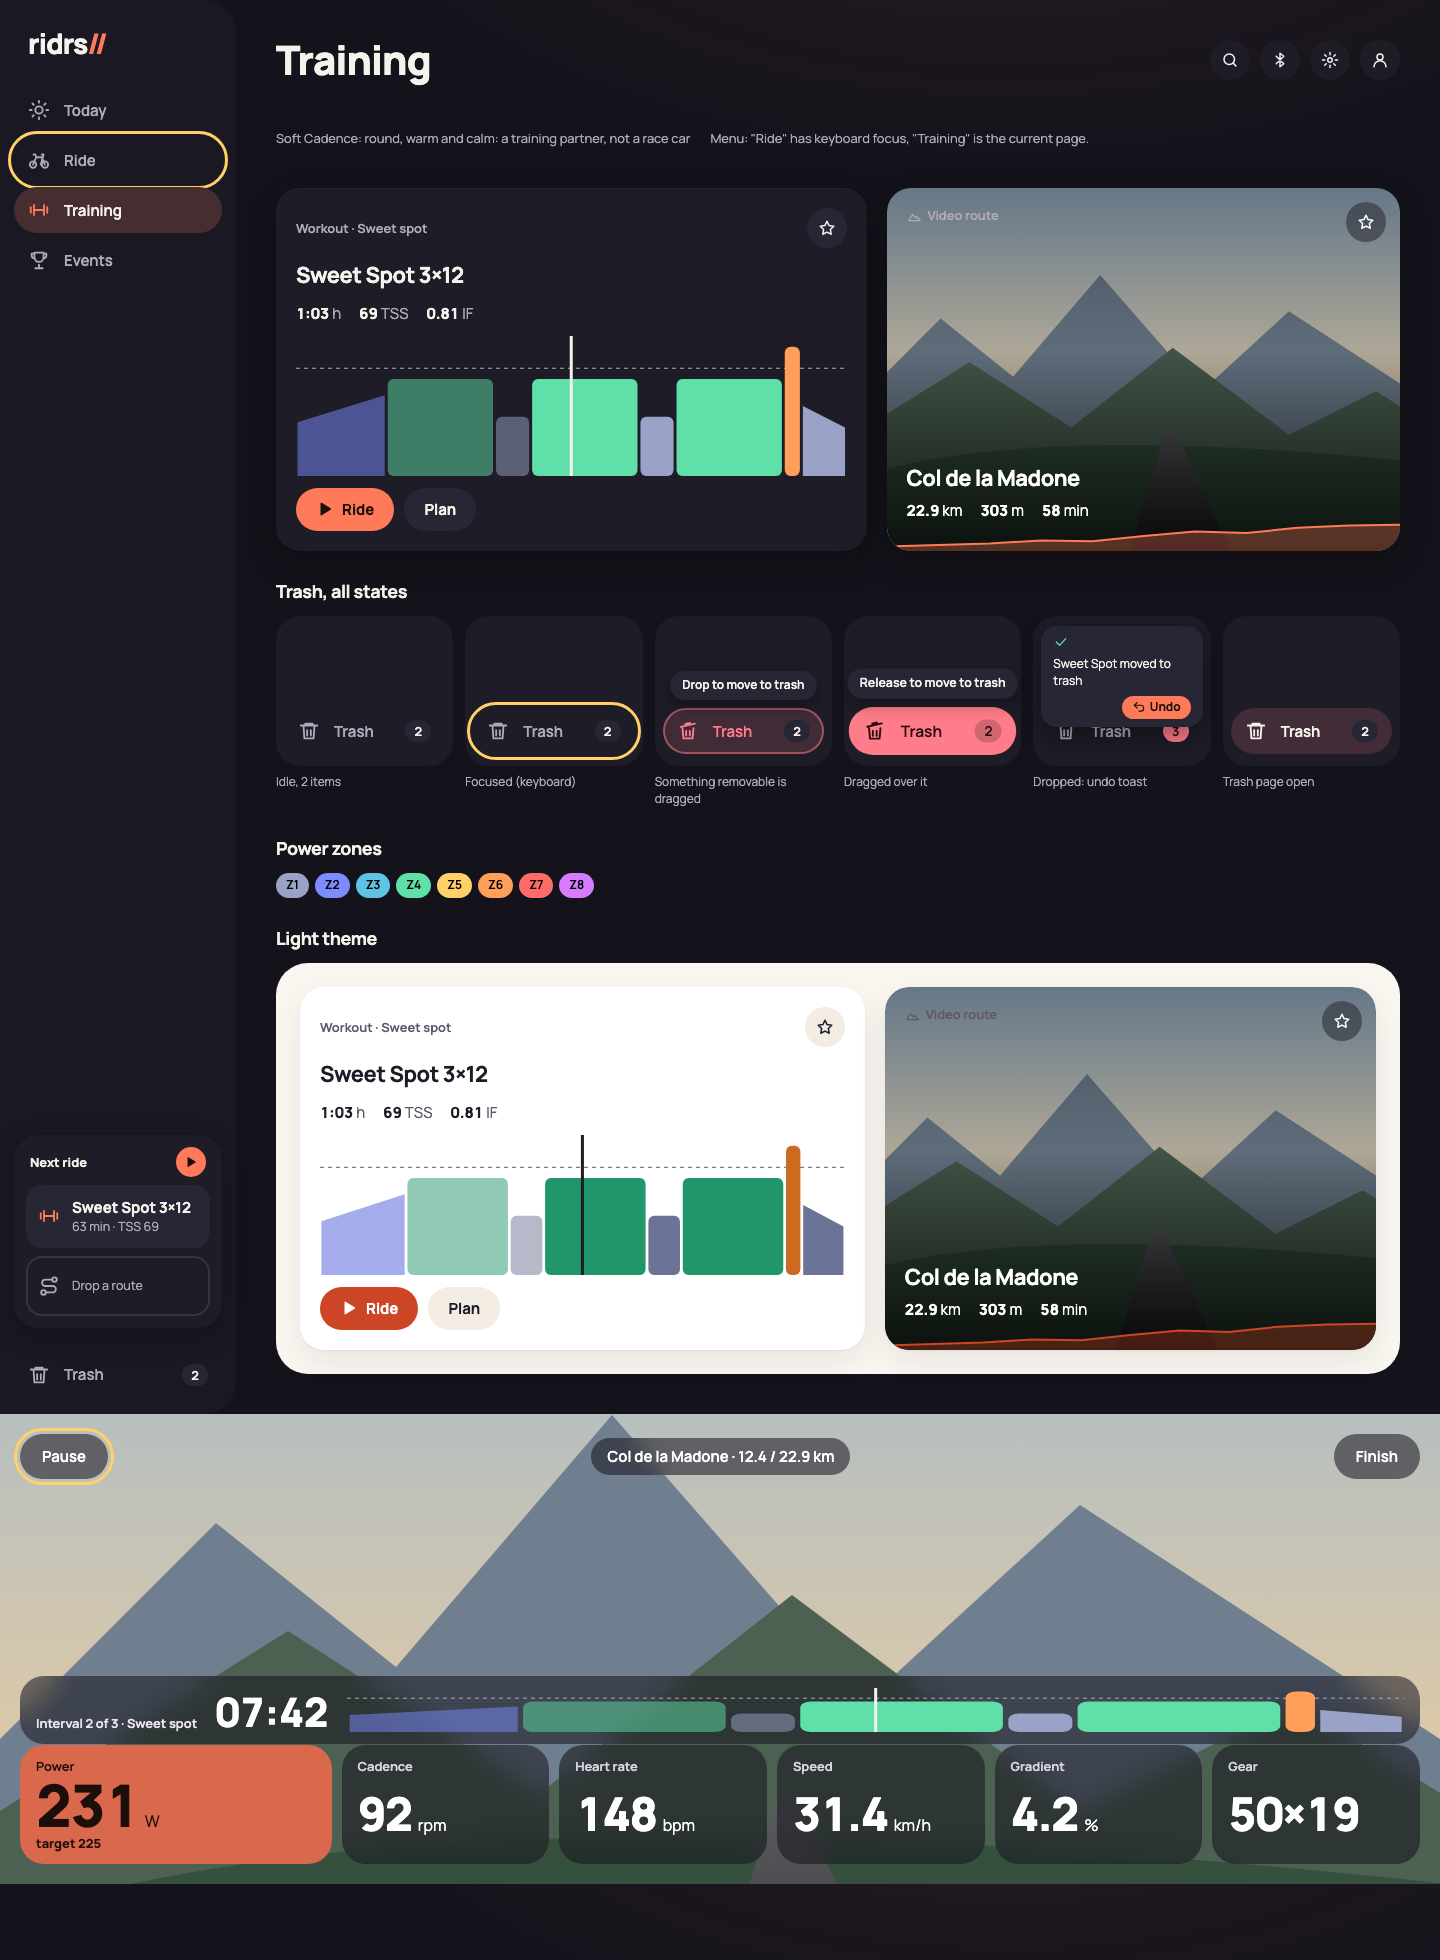 ridrs//
Today
Ride
Training
Events
Training
Soft Cadence: round, warm and calm: a training partner, not a race car
Menu: "Ride" has keyboard focus, "Training" is the current page.
Workout · Sweet spot
Sweet Spot 3×12
1:03 h 69 TSS 0.81 IF
Ride
Plan
Video route
Col de la Madone
22.9 km 303 m 58 min
Trash, all states
Trash 2
Idle, 2 items
Trash 2
Focused (keyboard)
Drop to move to trash
Trash 2
Something removable is
dragged
Release to move to trash
Trash 2
Dragged over it
Sweet Spot moved to
trash
Undo
Trash 3
Dropped: undo toast
Trash 2
Trash page open
Power zones
Z1 Z2 Z3 Z4 Z5 Z6 Z7 Z8
Light theme
Workout · Sweet spot
Sweet Spot 3×12
1:03 h 69 TSS 0.81 IF
Ride
Plan
Video route
Col de la Madone
22.9 km 303 m 58 min
Next ride
Sweet Spot 3×12
63 min · TSS 69
Drop a route
Trash 2
Pause
Col de la Madone · 12.4 / 22.9 km
Finish
Interval 2 of 3 · Sweet spot 07:42
Power
231 W
target 225
Cadence
92 rpm
Heart rate
148 bpm
Speed
31.4 km/h
Gradient
4.2 %
Gear
50×19